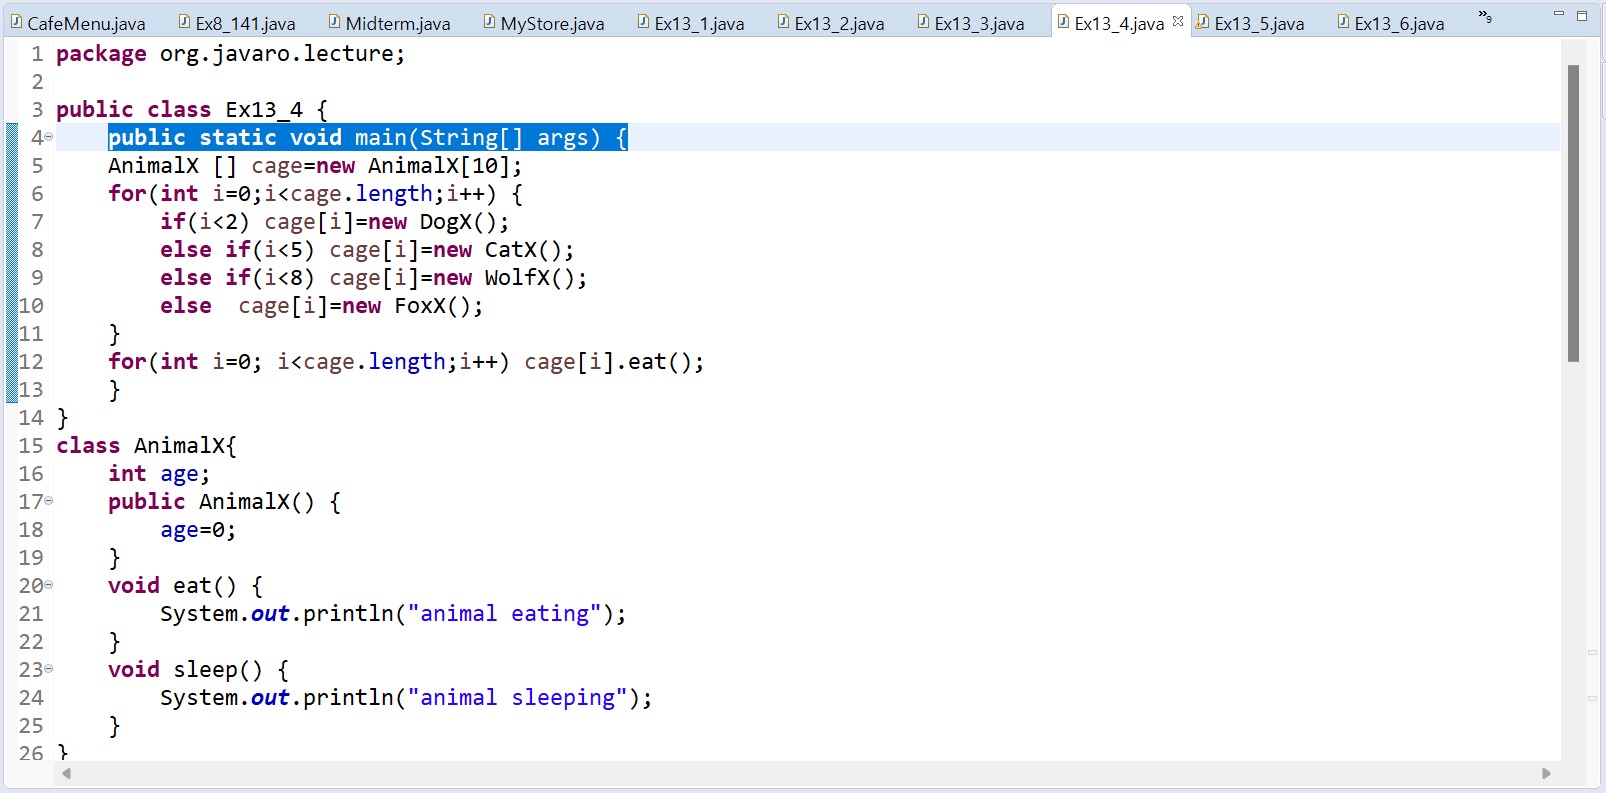 CafeMenu.java Ex8_141.java Midterm.java MyStore.java Ex13_1.java Ex13_2.java Ex13_3.java Ex13_4.java Ex13_5.java Ex13_6.java »9
1 package org.javaro.lecture;
2
3 public class Ex13_4 {
4 public static void main(String[] args) {
5 AnimalX [] cage=new AnimalX[10];
6 for(int i=0;i<cage.length;i++) {
7 if(i<2) cage[i]=new DogX();
8 else if(i<5) cage[i]=new CatX();
9 else if(i<8) cage[i]=new WolfX();
10 else  cage[i]=new FoxX();
11 }
12 for(int i=0; i<cage.length;i++) cage[i].eat();
13 }
14 }
15 class AnimalX{
16 int age;
17 public AnimalX() {
18 age=0;
19 }
20 void eat() {
21 System.out.println("animal eating");
22 }
23 void sleep() {
24 System.out.println("animal sleeping");
25 }
26 }